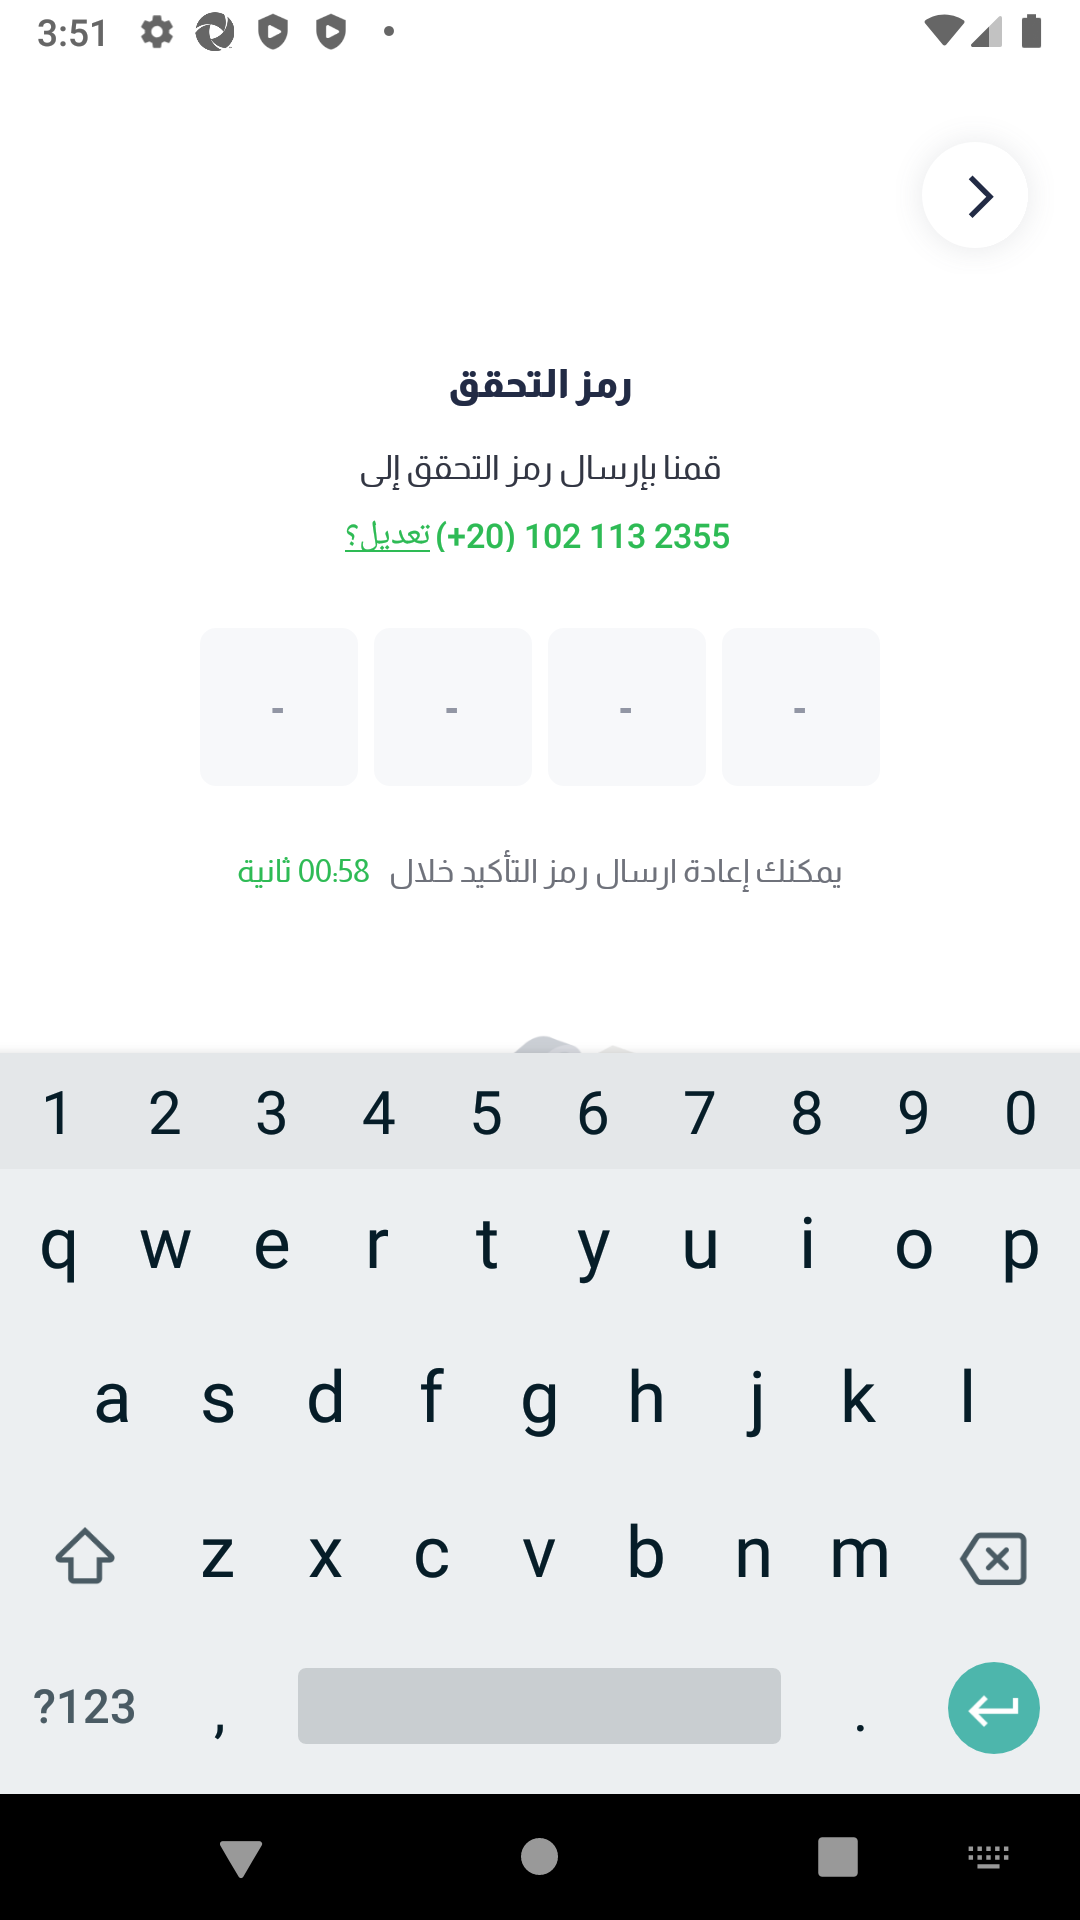 3:51
رمز التحقق
قمنا بإرسال رمز التحقق إلى
(+20) 102 113 2355 تعديل؟
- - - -
يمكنك إعادة ارسال رمز التأكيد خلال 00:58 ثانية
1 2 3 4 5 6 7 8 9 0
q w e r t y u i o p
a s d f g h j k l
z x c v b n m
?123 , .